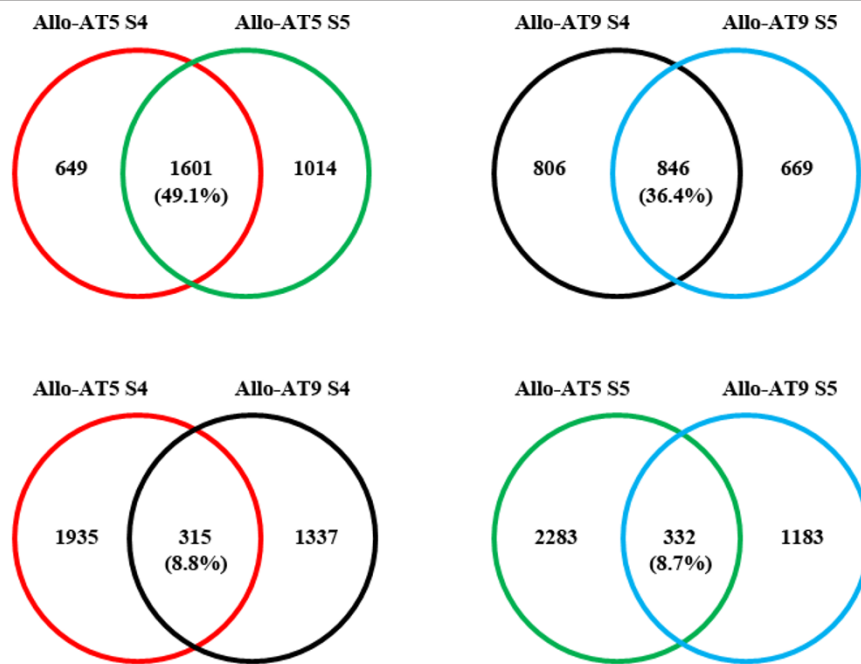 Allo-AT5 S4 Allo-AT5 S5
649 1601 1014
(49.1%)
Allo-AT9 S4 Allo-AT9 S5
806 846 669
(36.4%)
Allo-AT5 S4 Allo-AT9 S4
1935 315 1337
(8.8%)
Allo-AT5 S5 Allo-AT9 S5
2283 332 1183
(8.7%)